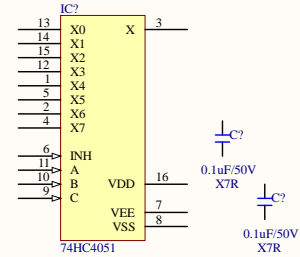 IC?
13 X0 X 3
14 X1
15 X2
12 X3
1 X4
5 X5
2 X6
4 X7
6 INH
11 A
10 B VDD 16
9 C
VEE 7
VSS 8
74HC4051
C?
0.1uF/50V
X7R
C?
0.1uF/50V
X7R